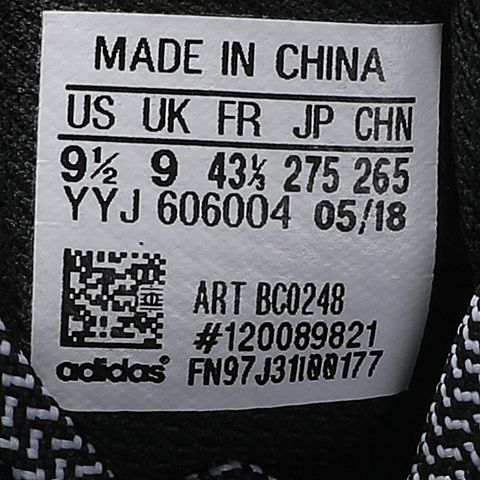 MADE IN CHINA
US UK FR JP CHN
9½ 9 43⅓ 275 265
YYJ 606004 05/18
ART BC0248
#120089821
adidas® FN97J31I00177